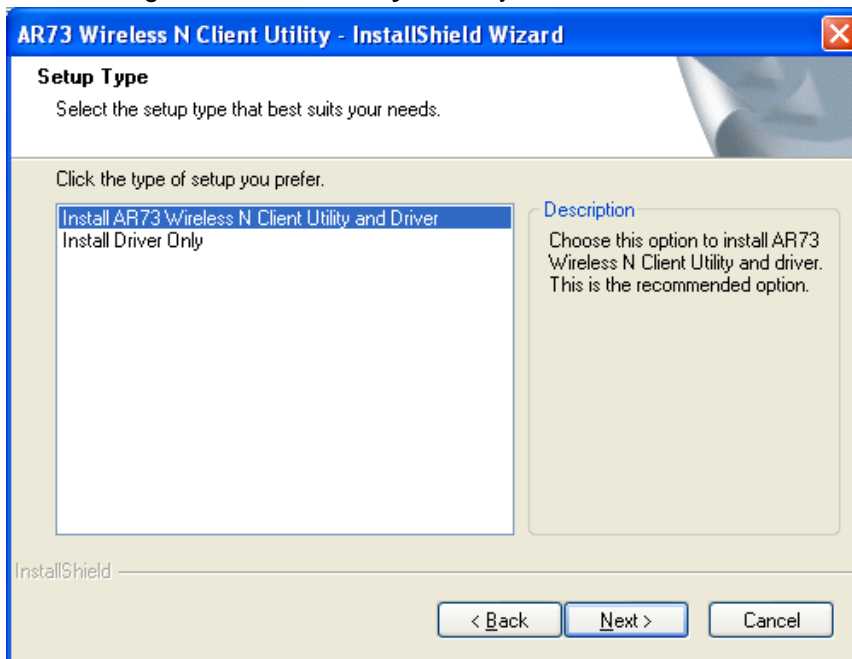 AR73 Wireless N Client Utility - InstallShield Wizard
Setup Type
Select the setup type that best suits your needs.
Click the type of setup you prefer.
Install AR73 Wireless N Client Utility and Driver
Install Driver Only
Description
Choose this option to install AR73
Wireless N Client Utility and driver.
This is the recommended option.
InstallShield
< Back
Next >
Cancel